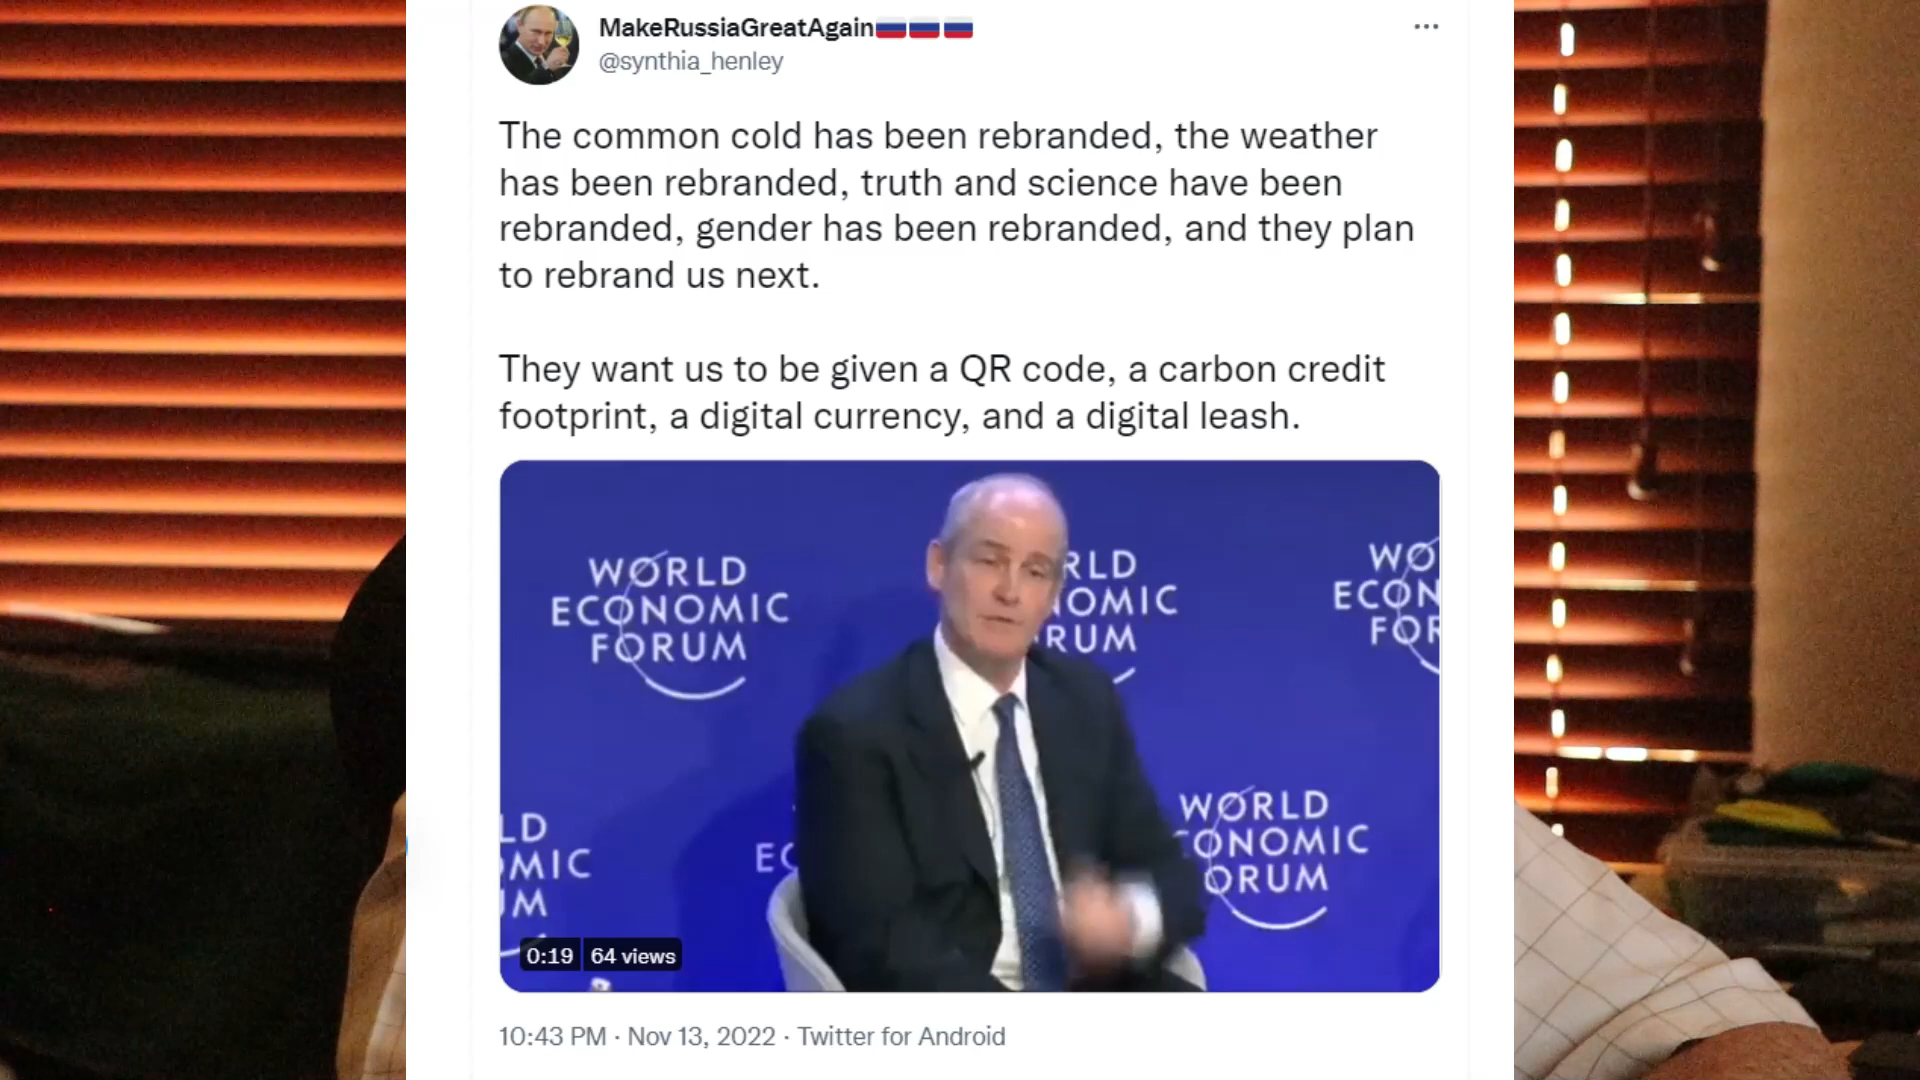 MakeRussiaGreatAgain
@synthia_henley
The common cold has been rebranded, the weather
has been rebranded, truth and science have been
rebranded, gender has been rebranded, and they plan
to rebrand us next.
They want us to be given a QR code, a carbon credit
footprint, a digital currency, and a digital leash.
WORLD
ECONOMIC
FORUM
RLD
OMIC
RUM
WO
ECON
FOR
LD
OMIC
UM
EC
WORLD
CONOMIC
ORUM
0:19 64 views
10:43 PM · Nov 13, 2022 · Twitter for Android